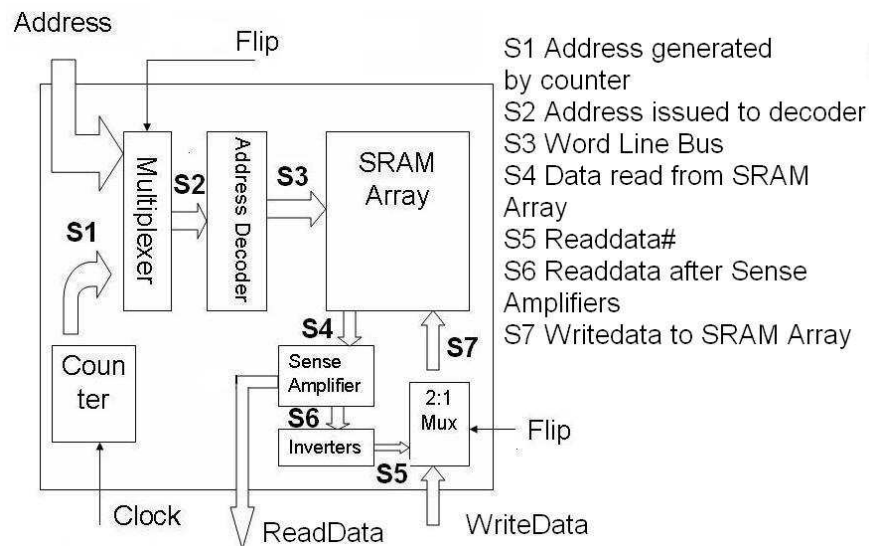 Address
Flip
S1
Multiplexer
S2
Address Decoder
S3
SRAM
Array
S4
S7
Coun
ter
Sense
Amplifier
S6
Inverters
S5
2:1
Mux
Flip
Clock
ReadData
WriteData
S1 Address generated
by counter
S2 Address issued to decoder
S3 Word Line Bus
S4 Data read from SRAM
Array
S5 Readdata#
S6 Readdata after Sense
Amplifiers
S7 Writedata to SRAM Array